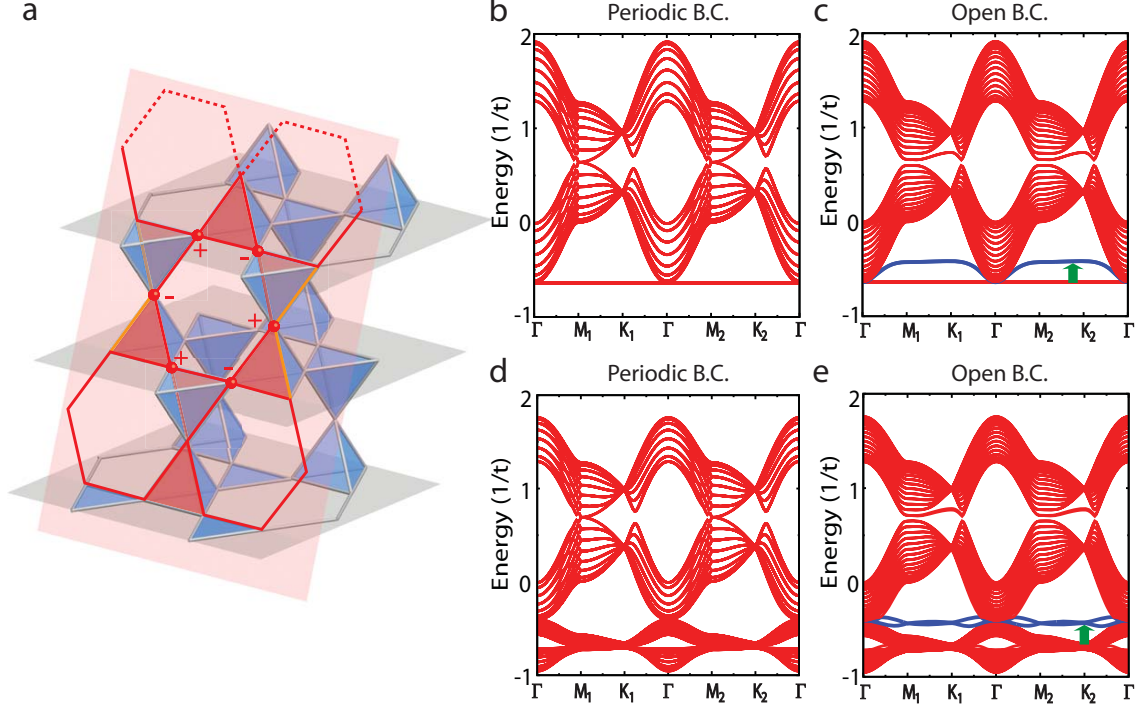 a
+
-
-
+
+
-
b Periodic B.C.
Energy (1/t)
2
1
0
-1
Γ M1 K1 Γ M2 K2 Γ
c Open B.C.
Energy (1/t)
2
1
0
-1
Γ M1 K1 Γ M2 K2 Γ
d Periodic B.C.
Energy (1/t)
2
1
0
-1
Γ M1 K1 Γ M2 K2 Γ
e Open B.C.
Energy (1/t)
2
1
0
-1
Γ M1 K1 Γ M2 K2 Γ